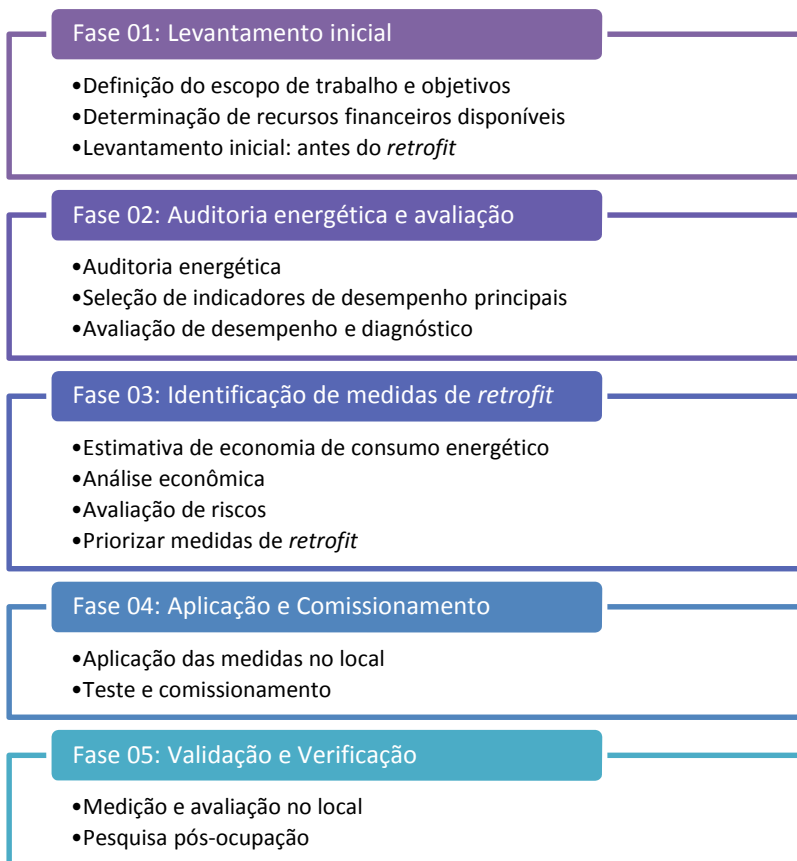 Fase 01: Levantamento inicial
•Definição do escopo de trabalho e objetivos
•Determinação de recursos financeiros disponíveis
•Levantamento inicial: antes do retrofit
Fase 02: Auditoria energética e avaliação
•Auditoria energética
•Seleção de indicadores de desempenho principais
•Avaliação de desempenho e diagnóstico
Fase 03: Identificação de medidas de retrofit
•Estimativa de economia de consumo energético
•Análise econômica
•Avaliação de riscos
•Priorizar medidas de retrofit
Fase 04: Aplicação e Comissionamento
•Aplicação das medidas no local
•Teste e comissionamento
Fase 05: Validação e Verificação
•Medição e avaliação no local
•Pesquisa pós-ocupação